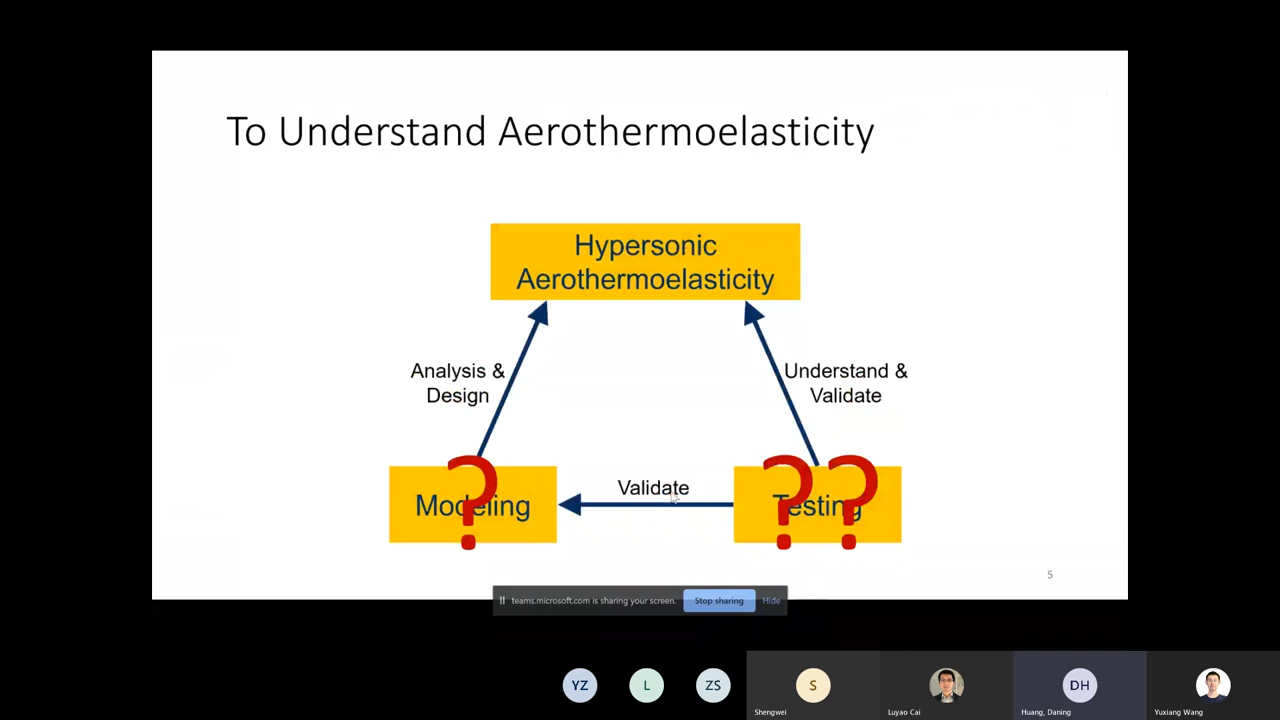 To Understand Aerothermoelasticity
Hypersonic
Aerothermoelasticity
Analysis &
Design
Understand &
Validate
Modeling
?
Validate
Testing
??
5
teams.microsoft.com is sharing your screen.
Stop sharing
Hide
YZ
L
ZS
S
DH
Shengwei
Luyao Cai
Huang, Daning
Yuxiang Wang